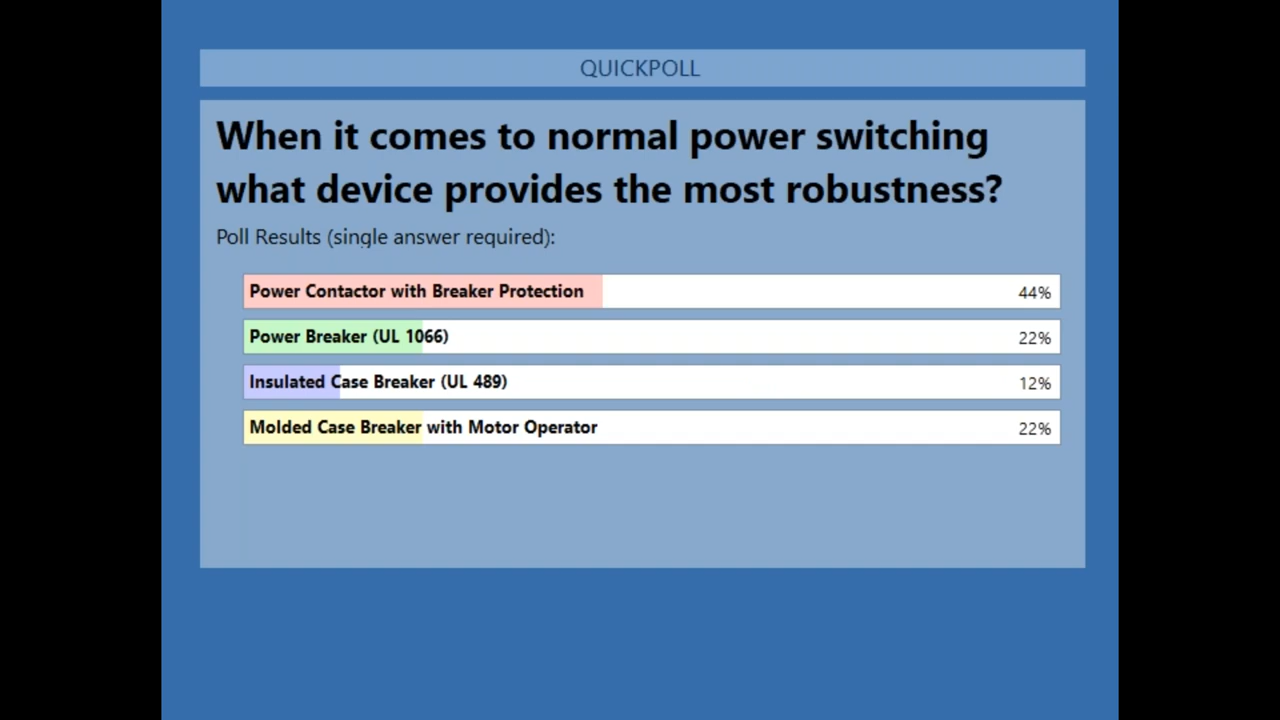 QUICKPOLL
When it comes to normal power switching
what device provides the most robustness?
Poll Results (single answer required):
Power Contactor with Breaker Protection 44%
Power Breaker (UL 1066) 22%
Insulated Case Breaker (UL 489) 12%
Molded Case Breaker with Motor Operator 22%